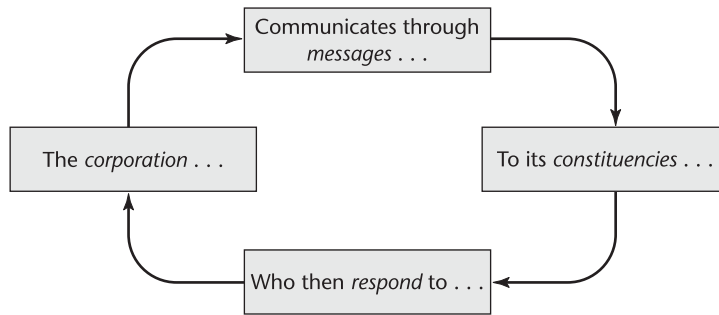 Communicates through
messages . . .
The corporation . . .
To its constituencies . . .
Who then respond to . . .